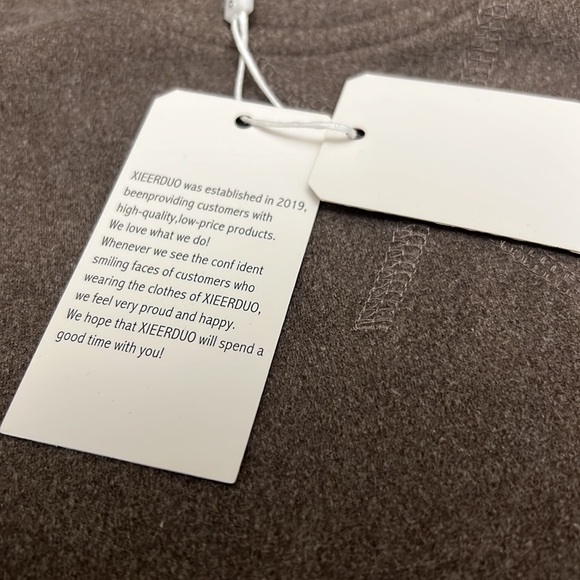 XIEERDUO was established in 2019,
beenproviding customers with
high-quality,low-price products.
We love what we do!
Whenever we see the conf ident
smiling faces of customers who
wearing the clothes of XIEERDUO,
we feel very proud and happy.
We hope that XIEERDUO will spend a
good time with you!